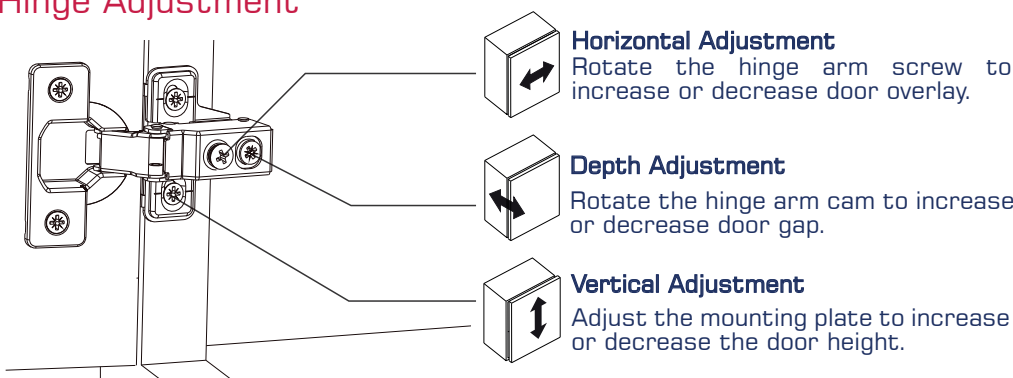 Hinge Adjustment
Horizontal Adjustment
Rotate the hinge arm screw to
increase or decrease door overlay.
Depth Adjustment
Rotate the hinge arm cam to increase
or decrease door gap.
Vertical Adjustment
Adjust the mounting plate to increase
or decrease the door height.